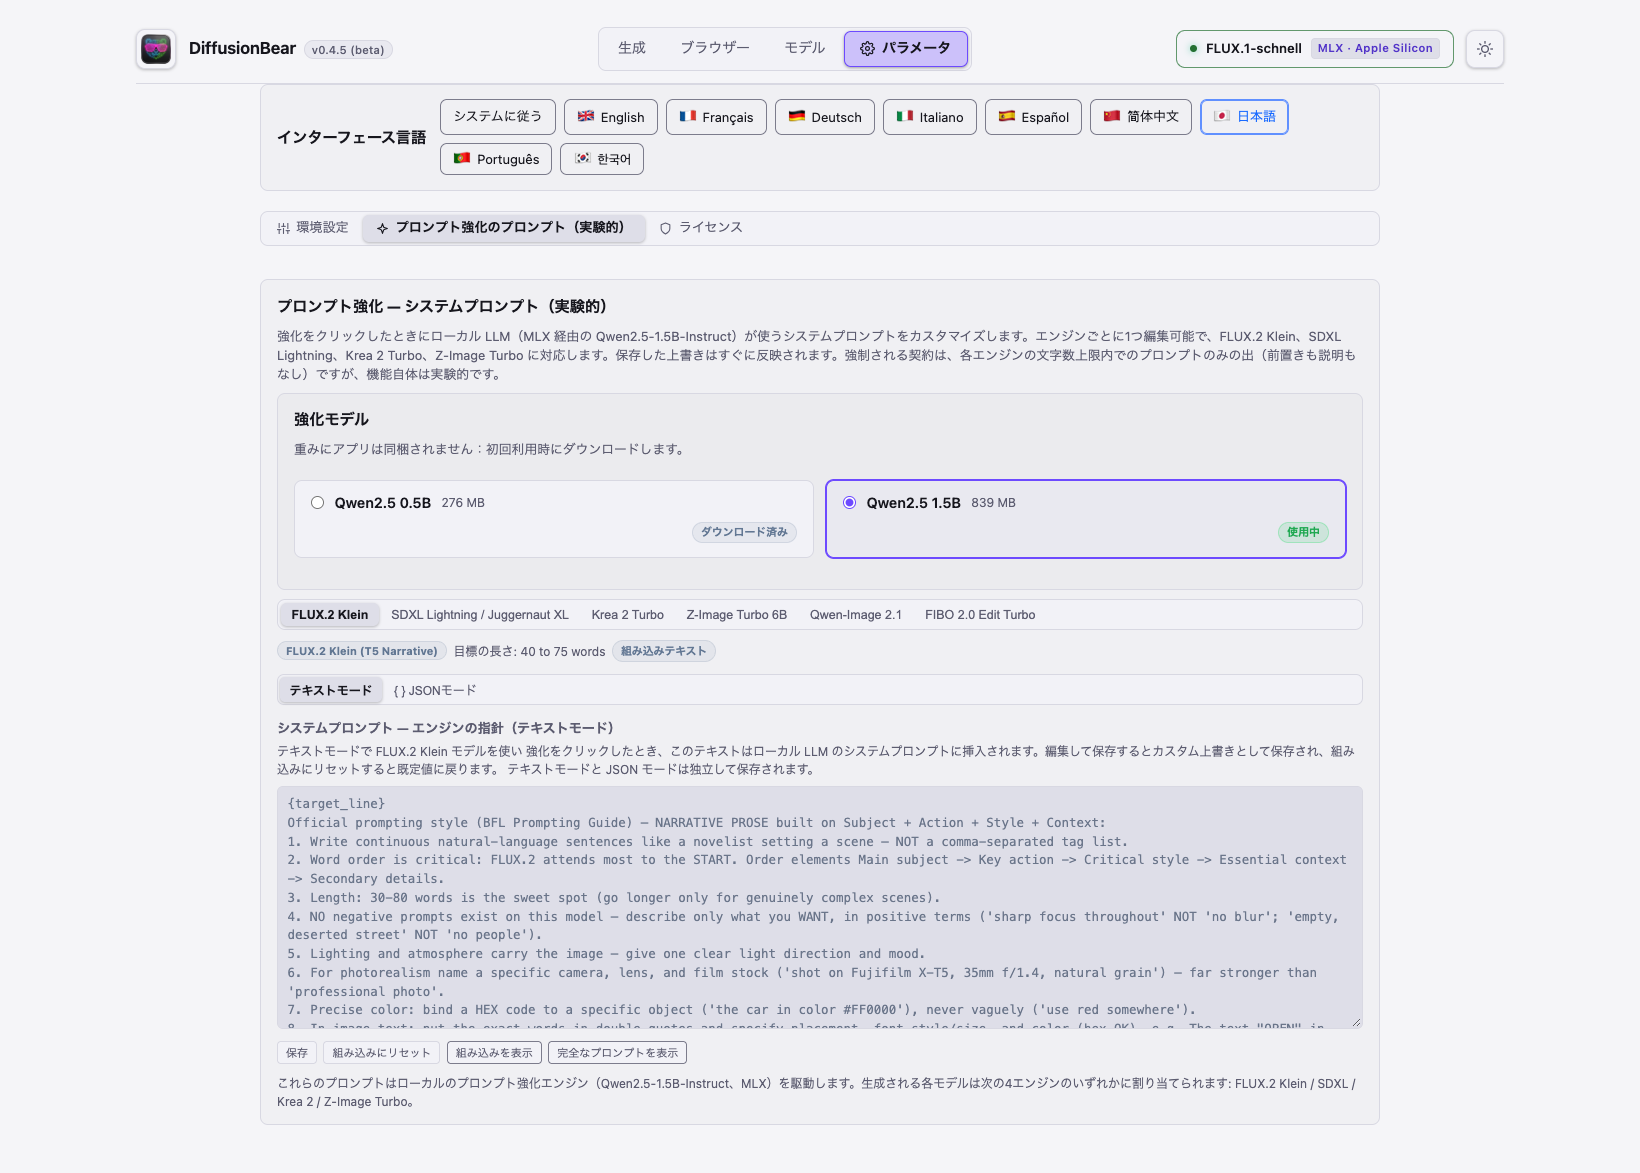 DiffusionBear v0.4.5 (beta)
生成 ブラウザー モデル パラメータ
FLUX.1-schnell MLX · Apple Silicon
インターフェース言語
システムに従う English Français Deutsch Italiano Español 简体中文 日本語
Português 한국어
環境設定 プロンプト強化のプロンプト（実験的） ライセンス
プロンプト強化 — システムプロンプト（実験的）
強化をクリックしたときにローカル LLM（MLX 経由の Qwen2.5-1.5B-Instruct）が使うシステムプロンプトをカスタマイズします。エンジンごとに1つ編集可能で、FLUX.2 Klein、SDXL
Lightning、Krea 2 Turbo、Z-Image Turbo に対応します。保存した上書きはすぐに反映されます。強制される契約は、各エンジンの文字数上限内でのプロンプトのみの出（前置きも説明も
なし）ですが、機能自体は実験的です。
強化モデル
重みにアプリは同梱されません：初回利用時にダウンロードします。
Qwen2.5 0.5B 276 MB
ダウンロード済み
Qwen2.5 1.5B 839 MB
使用中
FLUX.2 Klein SDXL Lightning / Juggernaut XL Krea 2 Turbo Z-Image Turbo 6B Qwen-Image 2.1 FIBO 2.0 Edit Turbo
FLUX.2 Klein (T5 Narrative) 目標の長さ: 40 to 75 words 組み込みテキスト
テキストモード { } JSONモード
システムプロンプト — エンジンの指針（テキストモード）
テキストモードで FLUX.2 Klein モデルを使い 強化をクリックしたとき、このテキストはローカル LLM のシステムプロンプトに挿入されます。編集して保存するとカスタム上書きとして保存され、組み
込みにリセットすると既定値に戻ります。 テキストモードと JSON モードは独立して保存されます。
{target_line}
Official prompting style (BFL Prompting Guide) — NARRATIVE PROSE built on Subject + Action + Style + Context:
1. Write continuous natural-language sentences like a novelist setting a scene — NOT a comma-separated tag list.
2. Word order is critical: FLUX.2 attends most to the START. Order elements Main subject -> Key action -> Critical style -> Essential context
-> Secondary details.
3. Length: 30-80 words is the sweet spot (go longer only for genuinely complex scenes).
4. NO negative prompts exist on this model — describe only what you WANT, in positive terms ('sharp focus throughout' NOT 'no blur'; 'empty,
deserted street' NOT 'no people').
5. Lighting and atmosphere carry the image — give one clear light direction and mood.
6. For photorealism name a specific camera, lens, and film stock ('shot on Fujifilm X-T5, 35mm f/1.4, natural grain') — far stronger than
'professional photo'.
7. Precise color: bind a HEX code to a specific object ('the car in color #FF0000'), never vaguely ('use red somewhere').
8. In-image text: put the exact words in double quotes and specify placement, font style/size, and color (hex OK), e.g. The text "OPEN" in
保存 組み込みにリセット 組み込みを表示 完全なプロンプトを表示
これらのプロンプトはローカルのプロンプト強化エンジン（Qwen2.5-1.5B-Instruct、MLX）を駆動します。生成される各モデルは次の4エンジンのいずれかに割り当てられます: FLUX.2 Klein / SDXL /
Krea 2 / Z-Image Turbo。